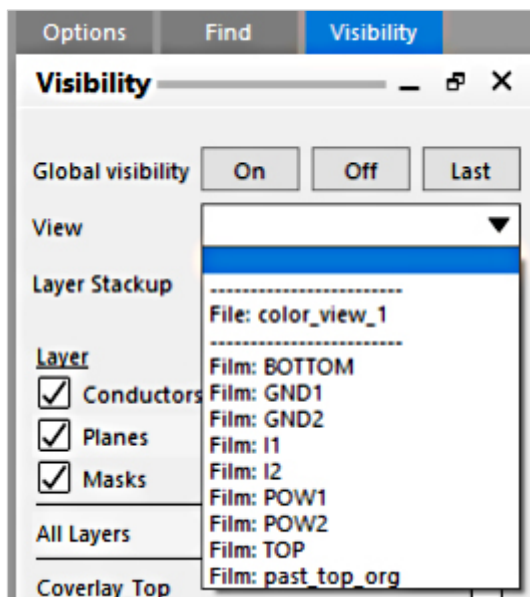 Options Find Visibility
Visibility
Global visibility On Off Last
View
Layer Stackup
------------------------
File: color_view_1
------------------------
Layer
Film: BOTTOM
Conductors Film: GND1
Film: GND2
Planes Film: I1
Film: I2
Masks Film: POW1
Film: POW2
All Layers Film: TOP
Coverlay Top Film: past_top_org